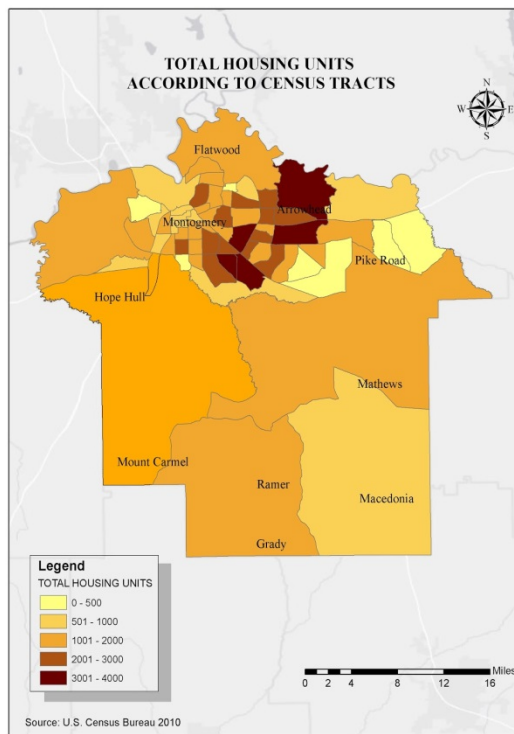 TOTAL HOUSING UNITS
ACCORDING TO CENSUS TRACTS
N
W E
S
Flatwood
Arrowhead
Montogmery
Pike Road
Hope Hull
Mathews
Mount Carmel
Ramer
Macedonia
Grady
Legend
TOTAL HOUSING UNITS
0 - 500
501 - 1000
1001 - 2000
2001 - 3000
3001 - 4000
Miles
0 2 4 8 12 16
Source: U.S. Census Bureau 2010